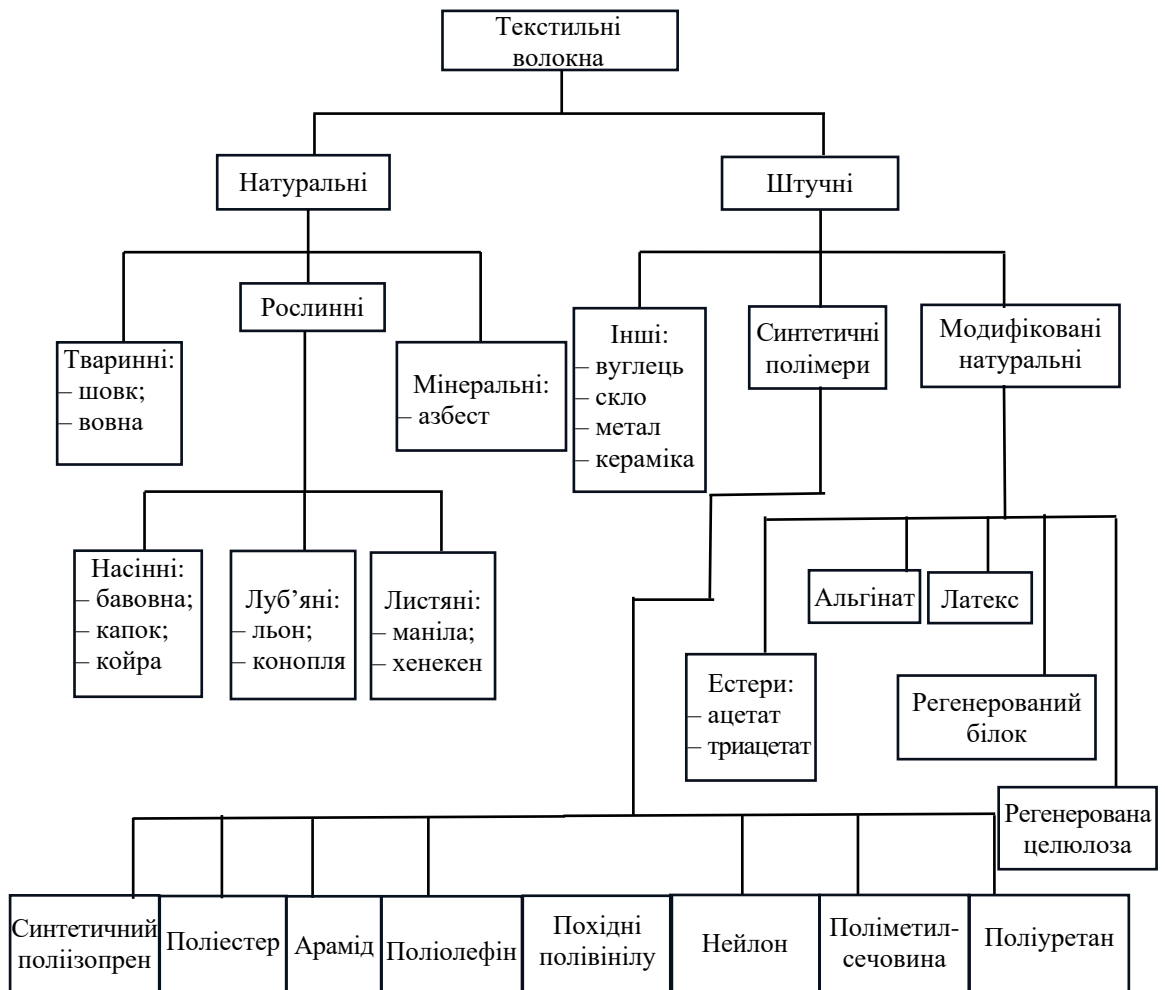 Текстильні
волокна
Натуральні
Штучні
Рослинні
Тваринні:
– шовк;
– вовна
Мінеральні:
– азбест
Інші:
– вуглець
– скло
– метал
– кераміка
Синтетичні
полімери
Модифіковані
натуральні
Насінні:
– бавовна;
– капок;
– койра
Луб’яні:
– льон;
– конопля
Листяні:
– маніла;
– хенекен
Альгінат
Латекс
Естери:
– ацетат
– триацетат
Регенерований
білок
Регенерована
целюлоза
Синтетичний
поліізопрен
Поліестер
Арамід
Поліолефін
Похідні
полівінілу
Нейлон
Поліметил-
сечовина
Поліуретан